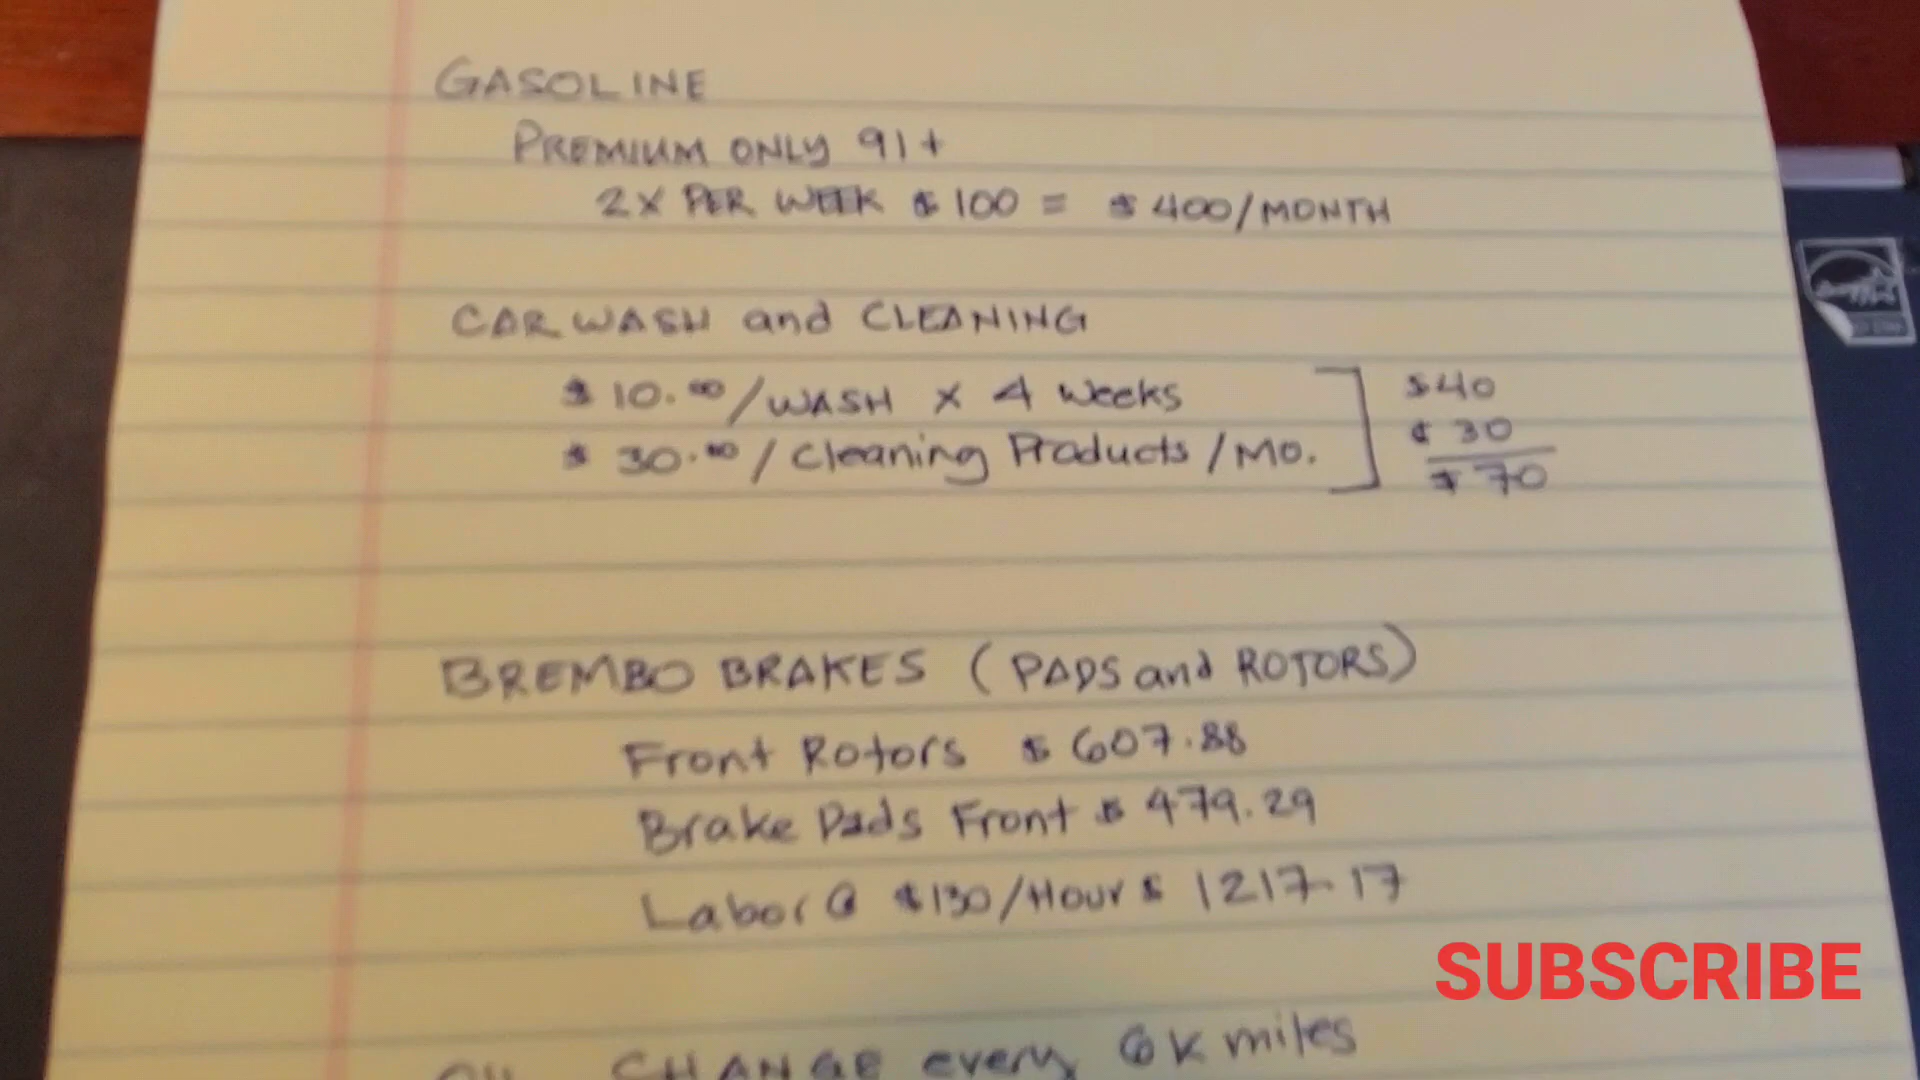 GASOLINE
PREMIUM ONLY 91+
2X PER WEEK $100 = $400/MONTH
CAR WASH and CLEANING
$10.00/WASH X 4 Weeks
$30.00/Cleaning Products/MO.
$40
$30
$70
BREMBO BRAKES (PADS and ROTORS)
Front Rotors $607.88
Brake Pads Front $479.29
Labor @ $130/Hour $1217.17
SUBSCRIBE
CHANGE every 6K miles